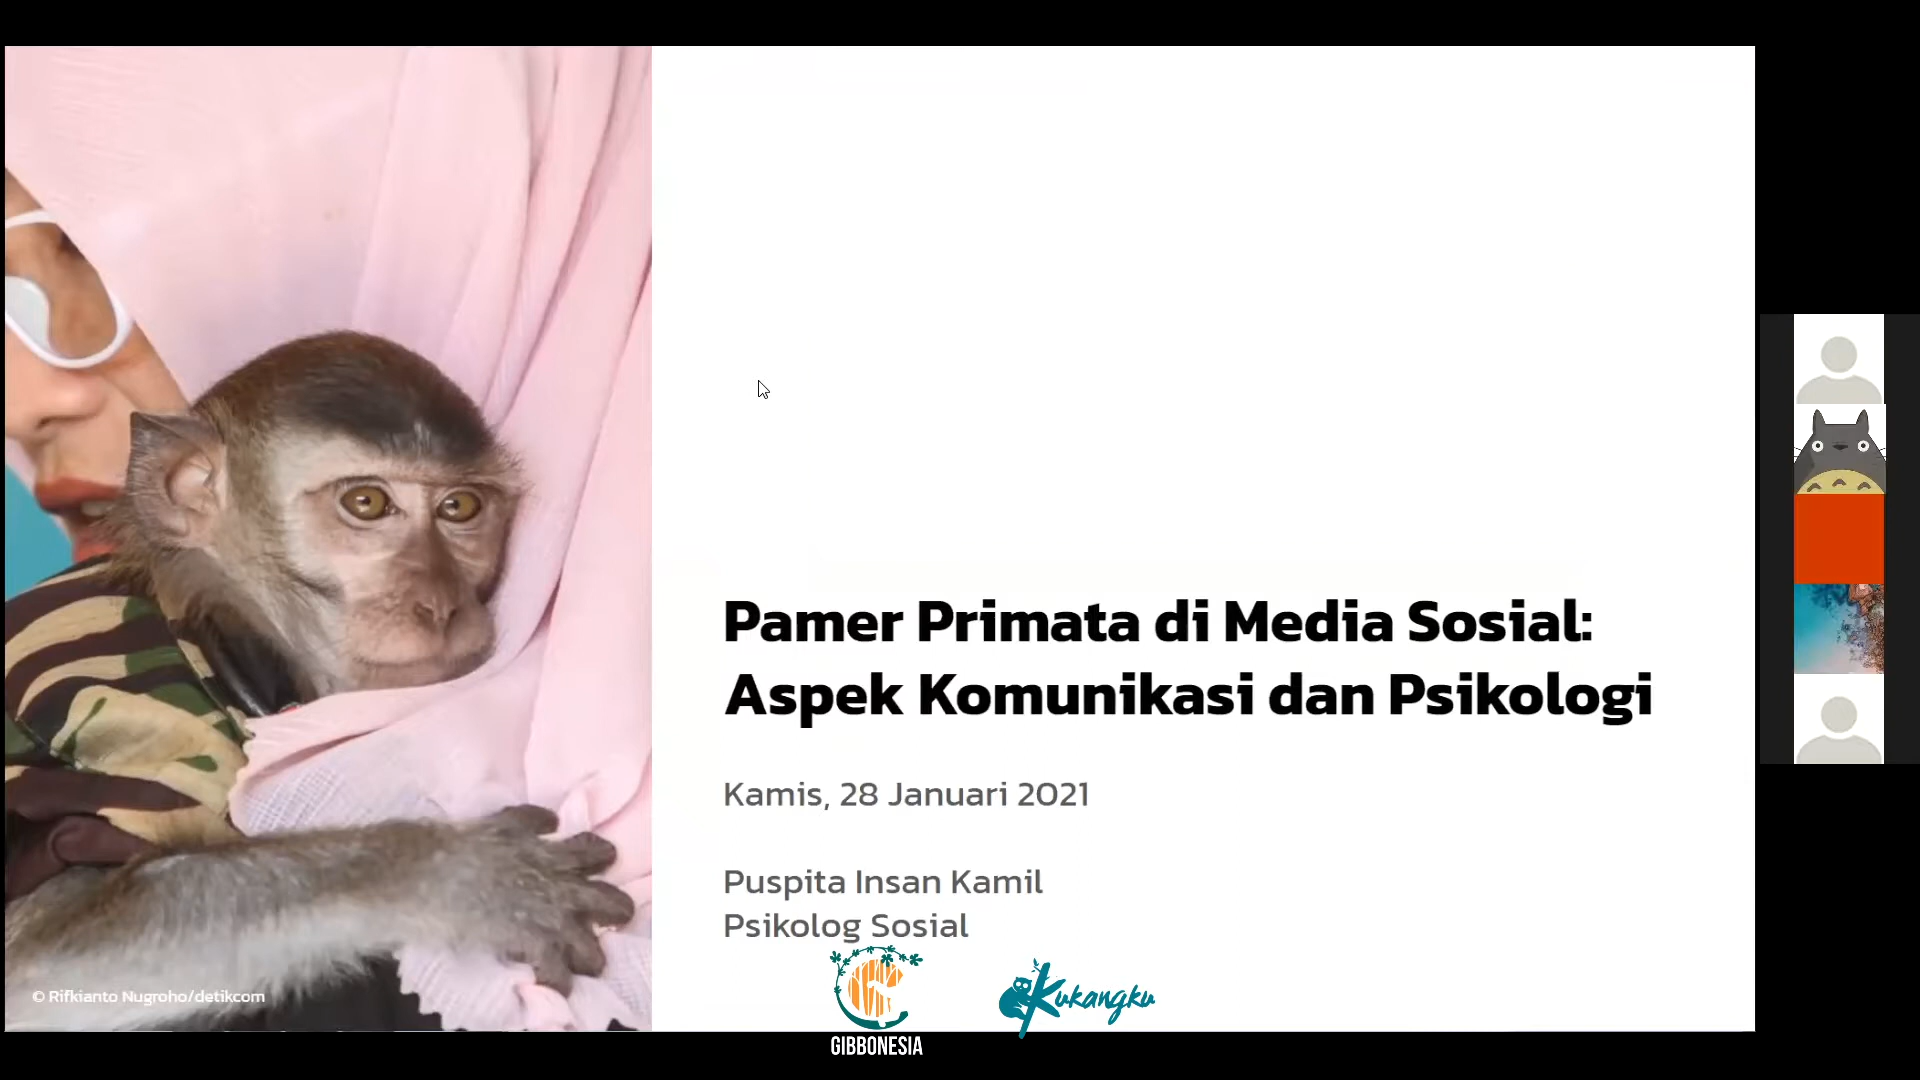 Pamer Primata di Media Sosial:
Aspek Komunikasi dan Psikologi
Kamis, 28 Januari 2021
Puspita Insan Kamil
Psikolog Sosial
© Rifkianto Nugroho/detikcom
GIBBONESIA
Kukangku